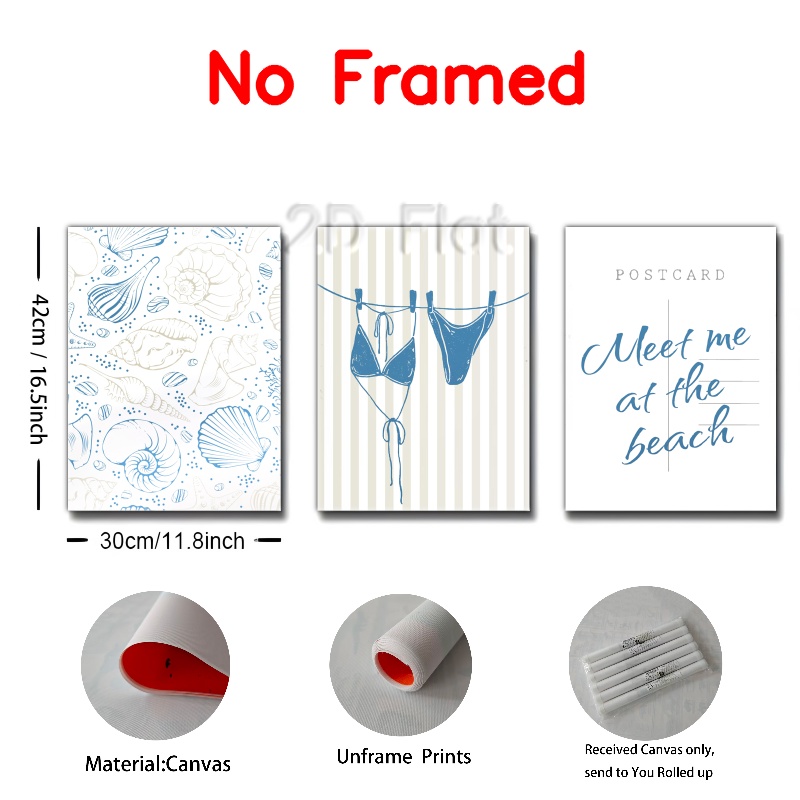 No Framed
2D Flat
42cm / 16.5inch
POSTCARD
Meet me
at the
beach
30cm/11.8inch
Material:Canvas
Unframe Prints
Received Canvas only,
send to You Rolled up